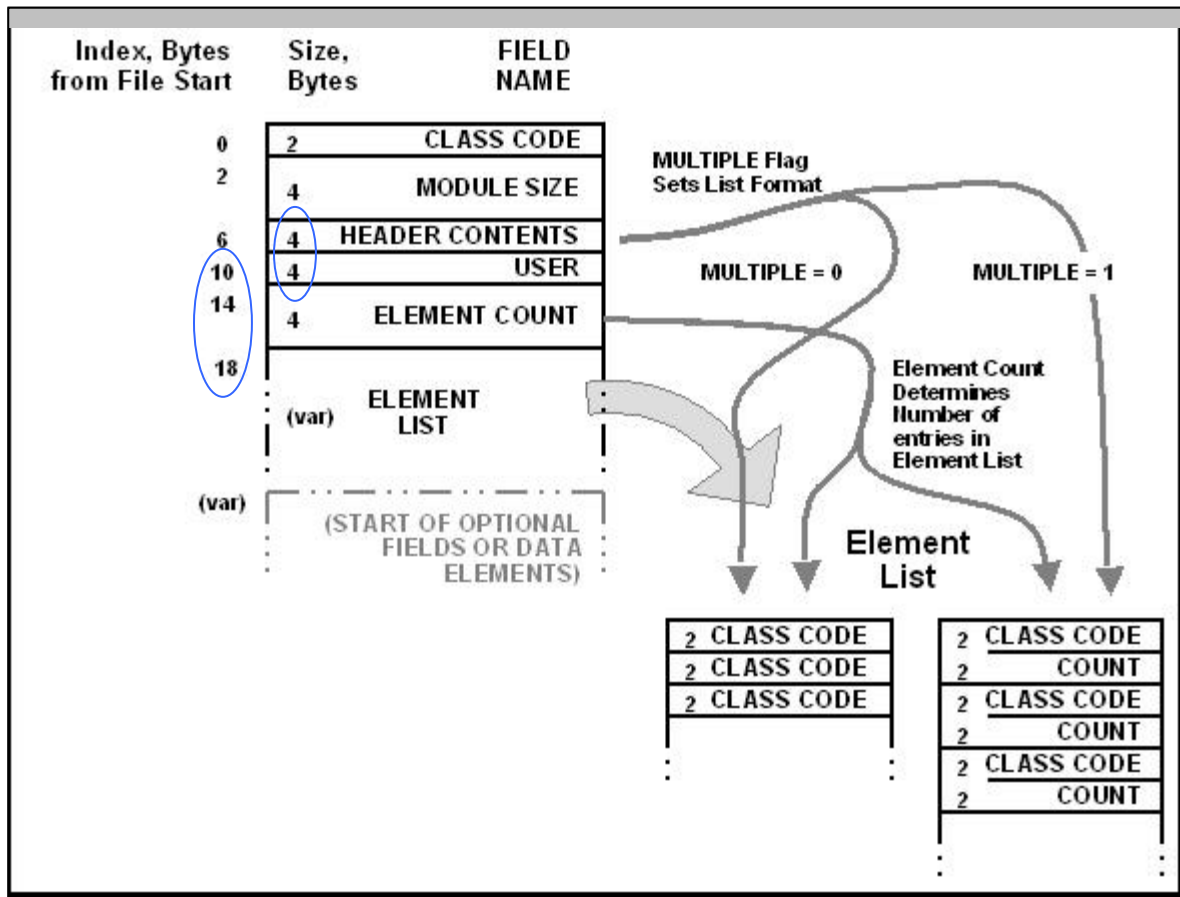 Index, Bytes
from File Start
Size,
Bytes
FIELD
NAME
0
2 CLASS CODE
2
4 MODULE SIZE
6
4 HEADER CONTENTS
10
4 USER
14
4 ELEMENT COUNT
18
(var) ELEMENT
LIST
(var)
(START OF OPTIONAL
FIELDS OR DATA
ELEMENTS)
MULTIPLE Flag
Sets List Format
MULTIPLE = 0
MULTIPLE = 1
Element Count
Determines
Number of
entries in
Element List
Element
List
2 CLASS CODE
2 CLASS CODE
2 CLASS CODE
2 CLASS CODE
2 COUNT
2 CLASS CODE
2 COUNT
2 CLASS CODE
2 COUNT